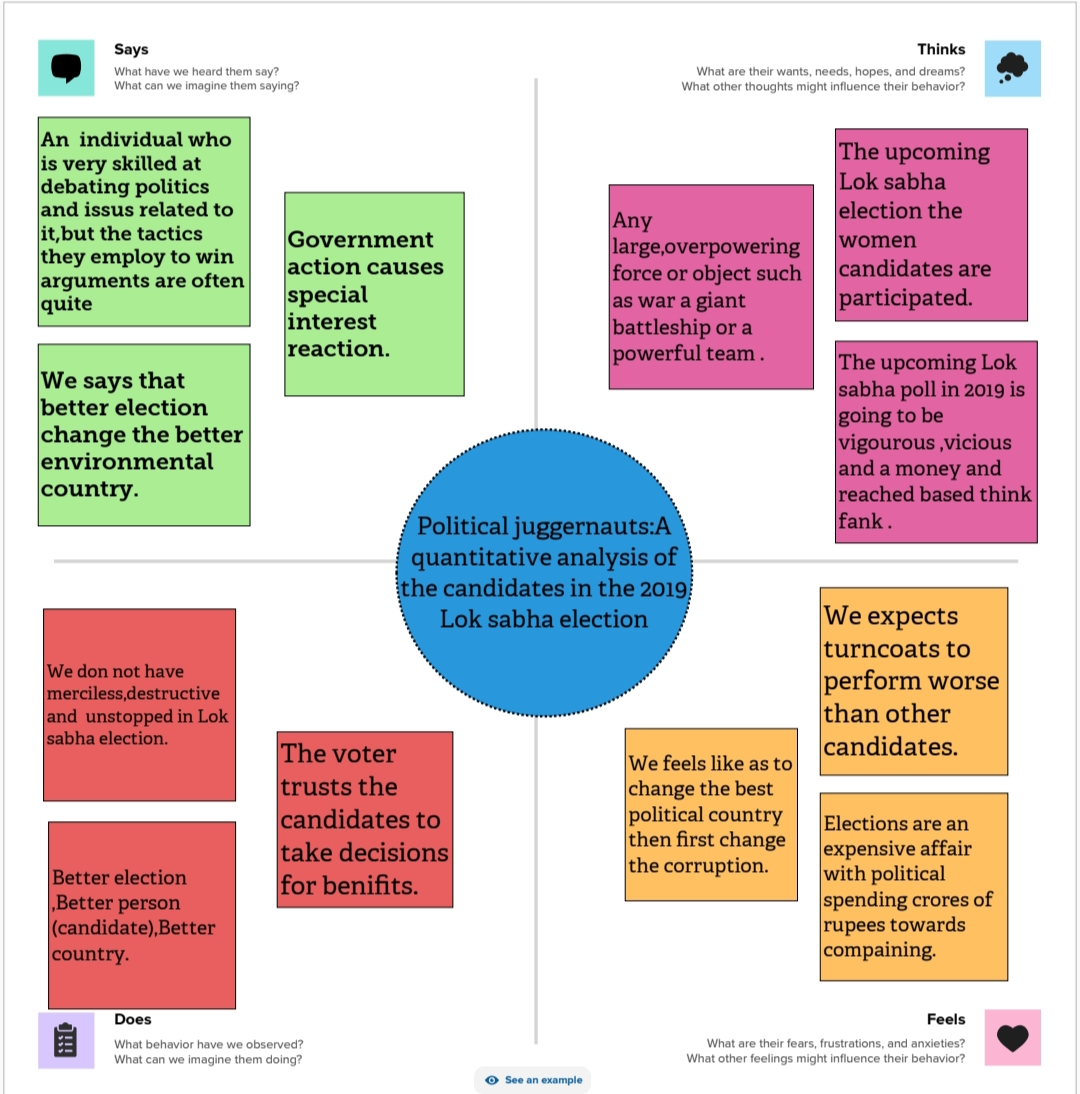 Says
What have we heard them say?
What can we imagine them saying?
Thinks
What are their wants, needs, hopes, and dreams?
What other thoughts might influence their behavior?
An individual who
is very skilled at
debating politics
and issus related to
it,but the tactics
they employ to win
arguments are often
quite
Government
action causes
special
interest
reaction.
We says that
better election
change the better
environmental
country.
Any
large,overpowering
force or object such
as war a giant
battleship or a
powerful team .
The upcoming
Lok sabha
election the
women
candidates are
participated.
The upcoming Lok
sabha poll in 2019 is
going to be
vigourous ,vicious
and a money and
reached based think
fank .
Political juggernauts:A
quantitative analysis of
the candidates in the 2019
Lok sabha election
We don not have
merciless,destructive
and unstopped in Lok
sabha election.
The voter
trusts the
candidates to
take decisions
for benifits.
Better election
,Better person
(candidate),Better
country.
We expects
turncoats to
perform worse
than other
candidates.
We feels like as to
change the best
political country
then first change
the corruption.
Elections are an
expensive affair
with political
spending crores of
rupees towards
compaining.
Does
What behavior have we observed?
What can we imagine them doing?
Feels
What are their fears, frustrations, and anxieties?
What other feelings might influence their behavior?
See an example